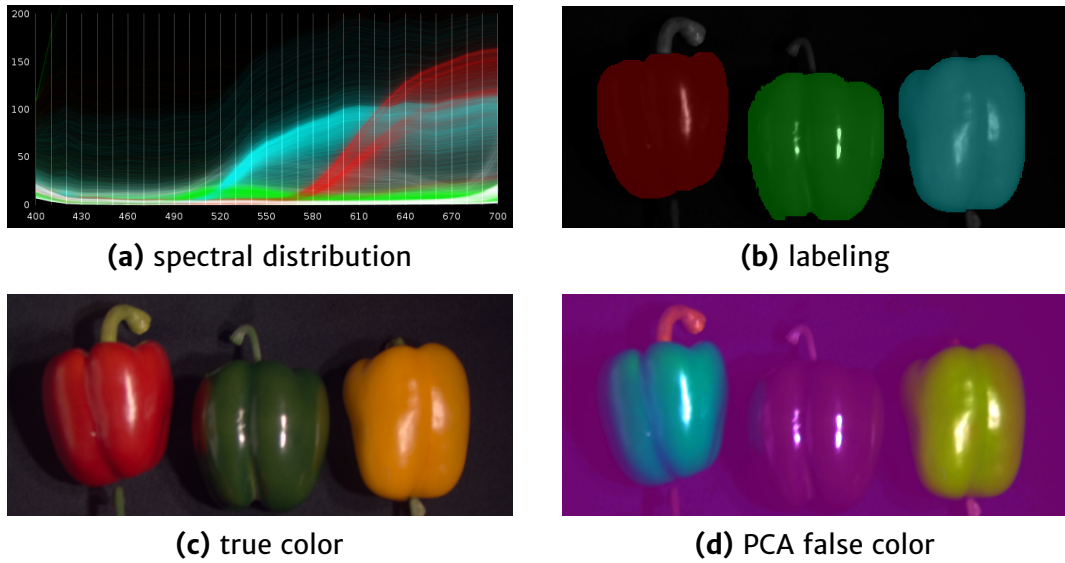 200
150
100
50
0
400 430 460 490 520 550 580 610 640 670 700
(a) spectral distribution
(b) labeling
(c) true color
(d) PCA false color